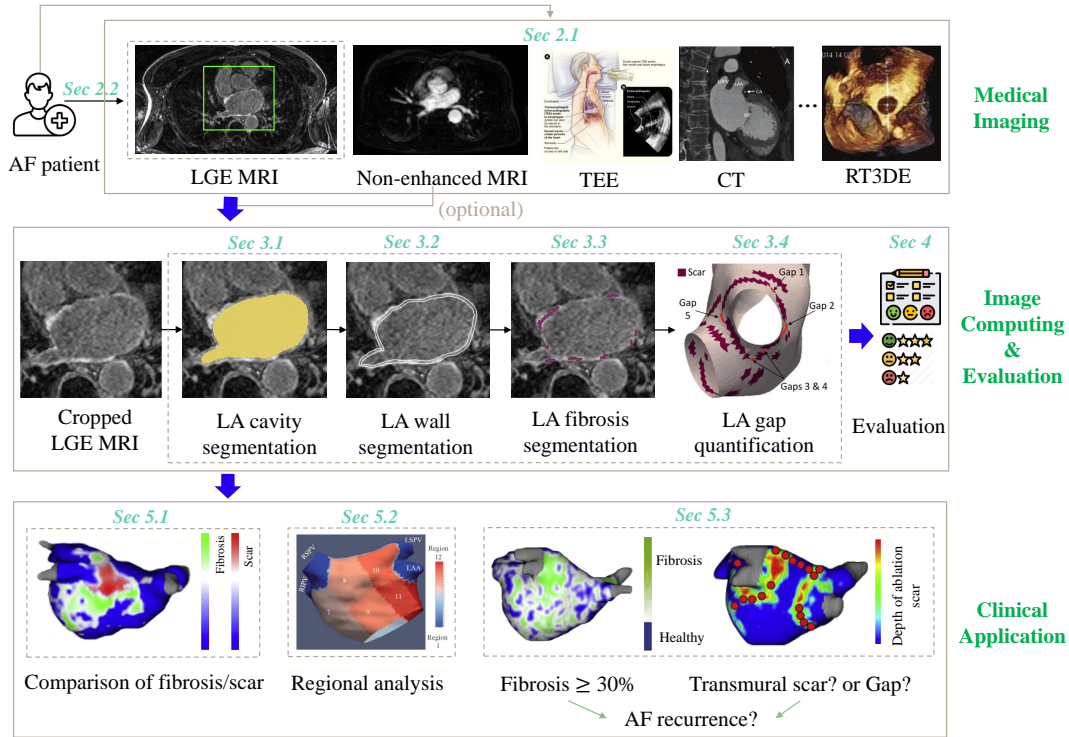 Sec 2.1
Sec 2.2
AF patient
LGE MRI
Non-enhanced MRI
TEE
CT
RT3DE
...
Medical
Imaging
(optional)
Sec 3.1
Sec 3.2
Sec 3.3
Sec 3.4
Sec 4
Scar
Gap 1
Gap
5
Gap 2
Gaps 3 & 4
Cropped
LGE MRI
LA cavity
segmentation
LA wall
segmentation
LA fibrosis
segmentation
LA gap
quantification
Evaluation
Image
Computing
&
Evaluation
Sec 5.1
Sec 5.2
Sec 5.3
Fibrosis
Scar
RSPV
RIPV
LSPV
LAA
7
8
9
10
11
Region
12
Region
1
Fibrosis
Healthy
Depth of ablation
scar
Clinical
Application
Comparison of fibrosis/scar
Regional analysis
Fibrosis ≥ 30%
Transmural scar? or Gap?
AF recurrence?